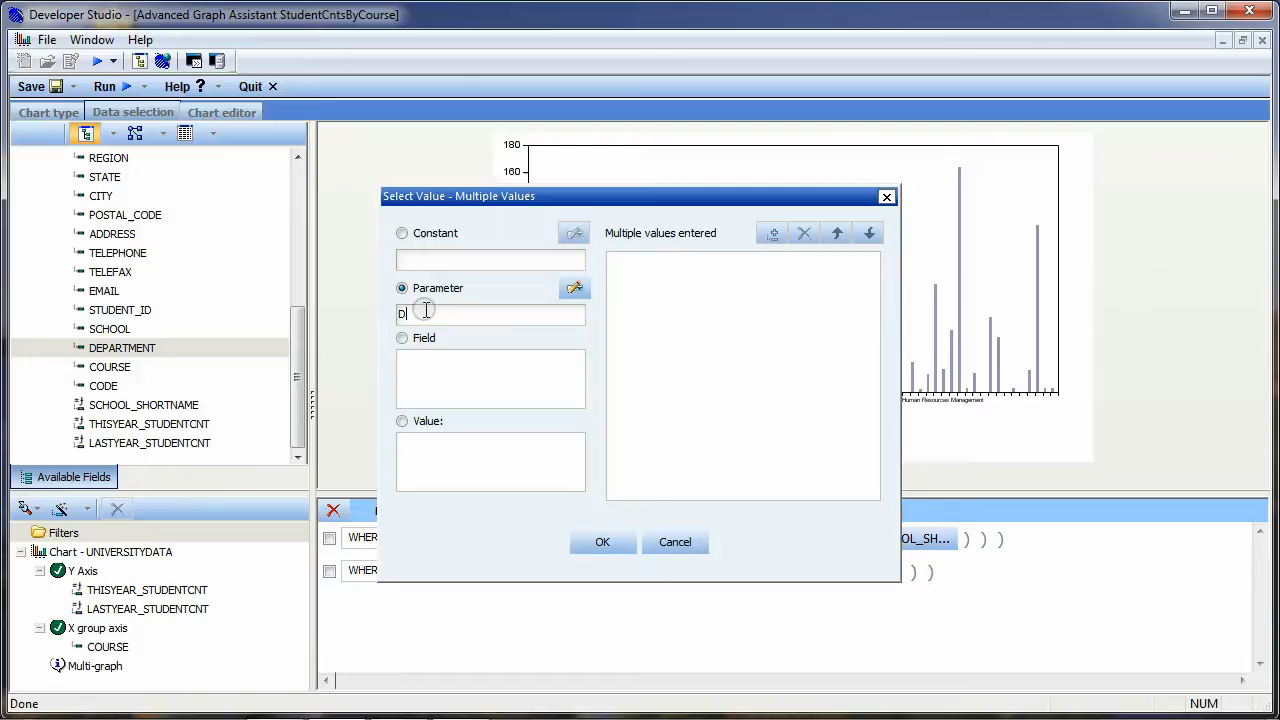 Developer Studio - [Advanced Graph Assistant StudentCntsByCourse]
File Window Help
Save Run Help ? Quit
Chart type Data selection Chart editor
REGION
STATE
CITY
POSTAL_CODE
ADDRESS
TELEPHONE
TELEFAX
EMAIL
STUDENT_ID
SCHOOL
DEPARTMENT
COURSE
CODE
SCHOOL_SHORTNAME
THISYEAR_STUDENTCNT
LASTYEAR_STUDENTCNT
Available Fields
Filters
Chart - UNIVERSITYDATA
Y Axis
THISYEAR_STUDENTCNT
LASTYEAR_STUDENTCNT
X group axis
COURSE
Multi-graph
180
160
Human Resources Management
Select Value - Multiple Values
Constant
Parameter
D
Field
Value:
Multiple values entered
OK Cancel
WHER OL_SH... ) ) )
WHER ) )
Done NUM